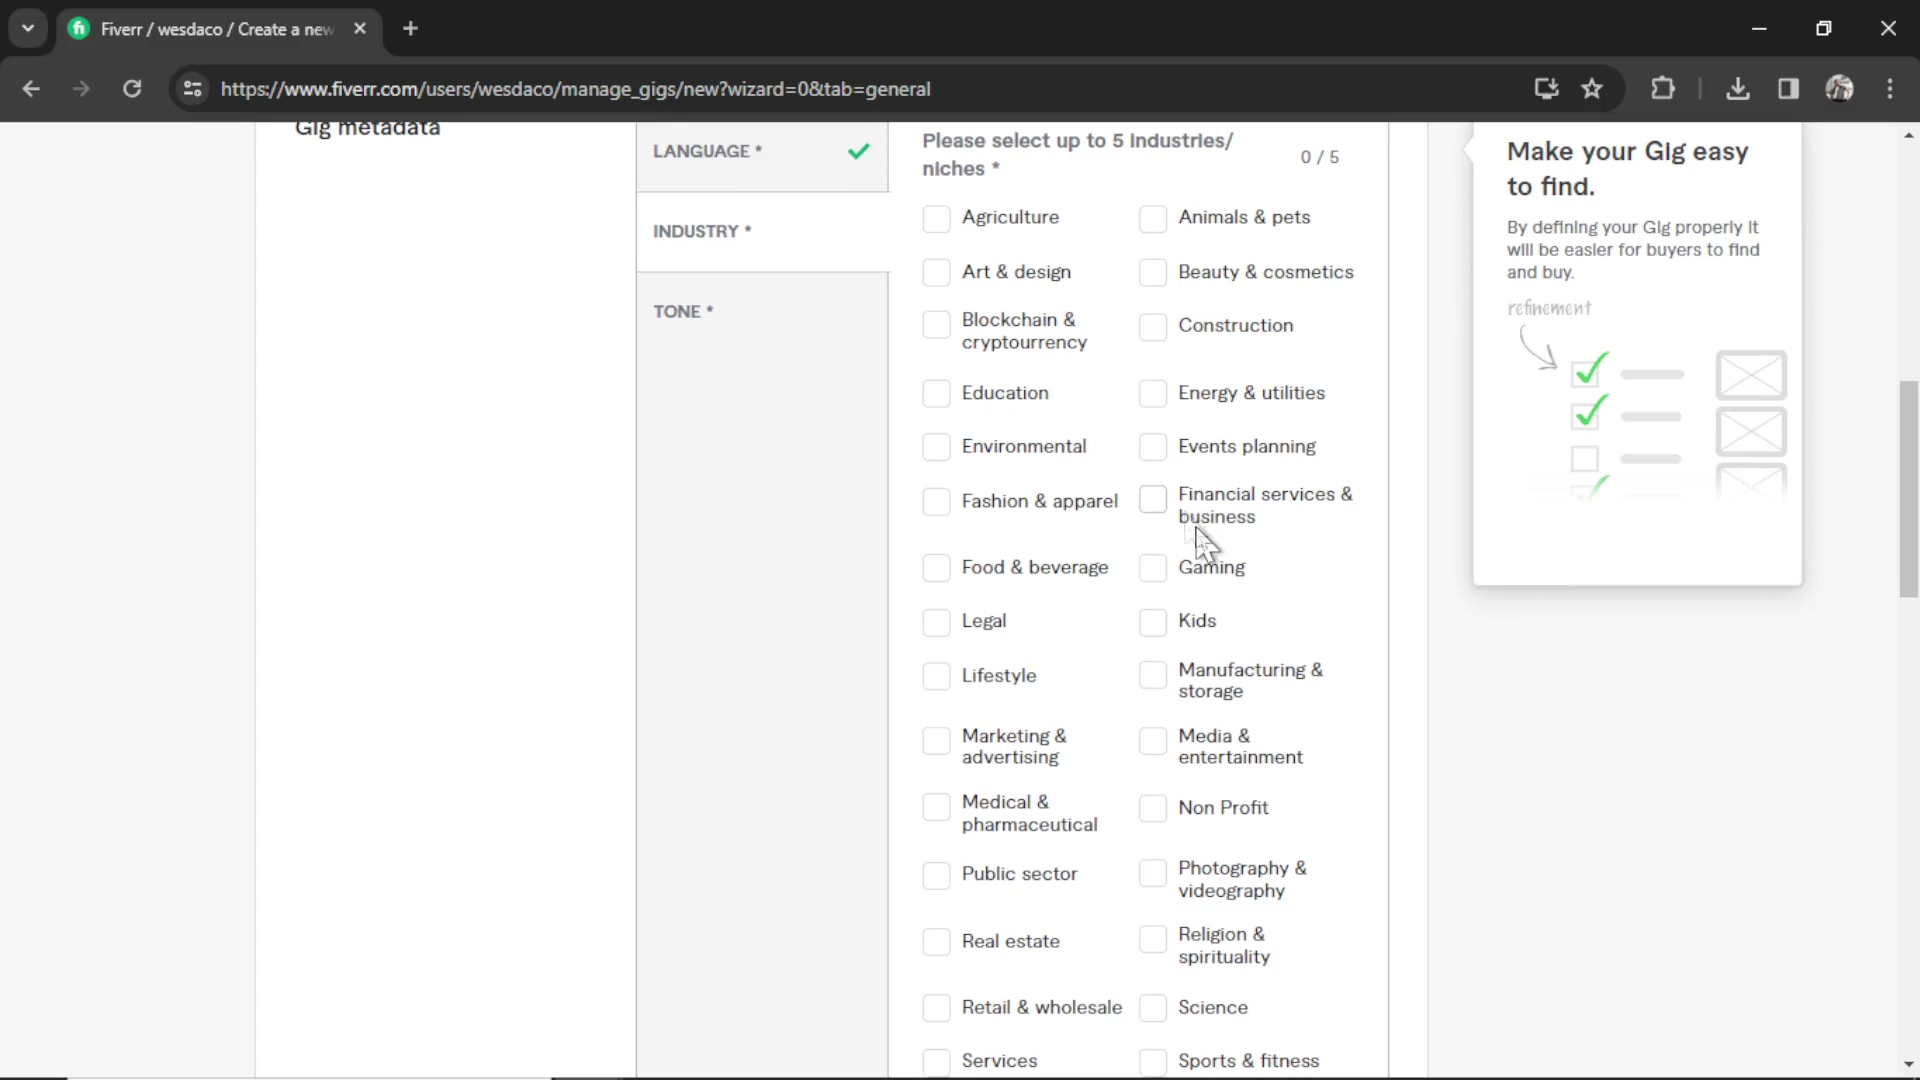 Fiverr / wesdaco / Create a new
https://www.fiverr.com/users/wesdaco/manage_gigs/new?wizard=0&tab=general
Gig metadata
LANGUAGE *
INDUSTRY *
TONE *
Please select up to 5 industries/
niches *
0 / 5
Agriculture
Animals & pets
Art & design
Beauty & cosmetics
Blockchain &
cryptourrency
Construction
Education
Energy & utilities
Environmental
Events planning
Fashion & apparel
Financial services &
business
Food & beverage
Gaming
Legal
Kids
Lifestyle
Manufacturing &
storage
Marketing &
advertising
Media &
entertainment
Medical &
pharmaceutical
Non Profit
Public sector
Photography &
videography
Real estate
Religion &
spirituality
Retail & wholesale
Science
Services
Sports & fitness
Make your Gig easy
to find.
By defining your Gig properly it
will be easier for buyers to find
and buy.
refinement